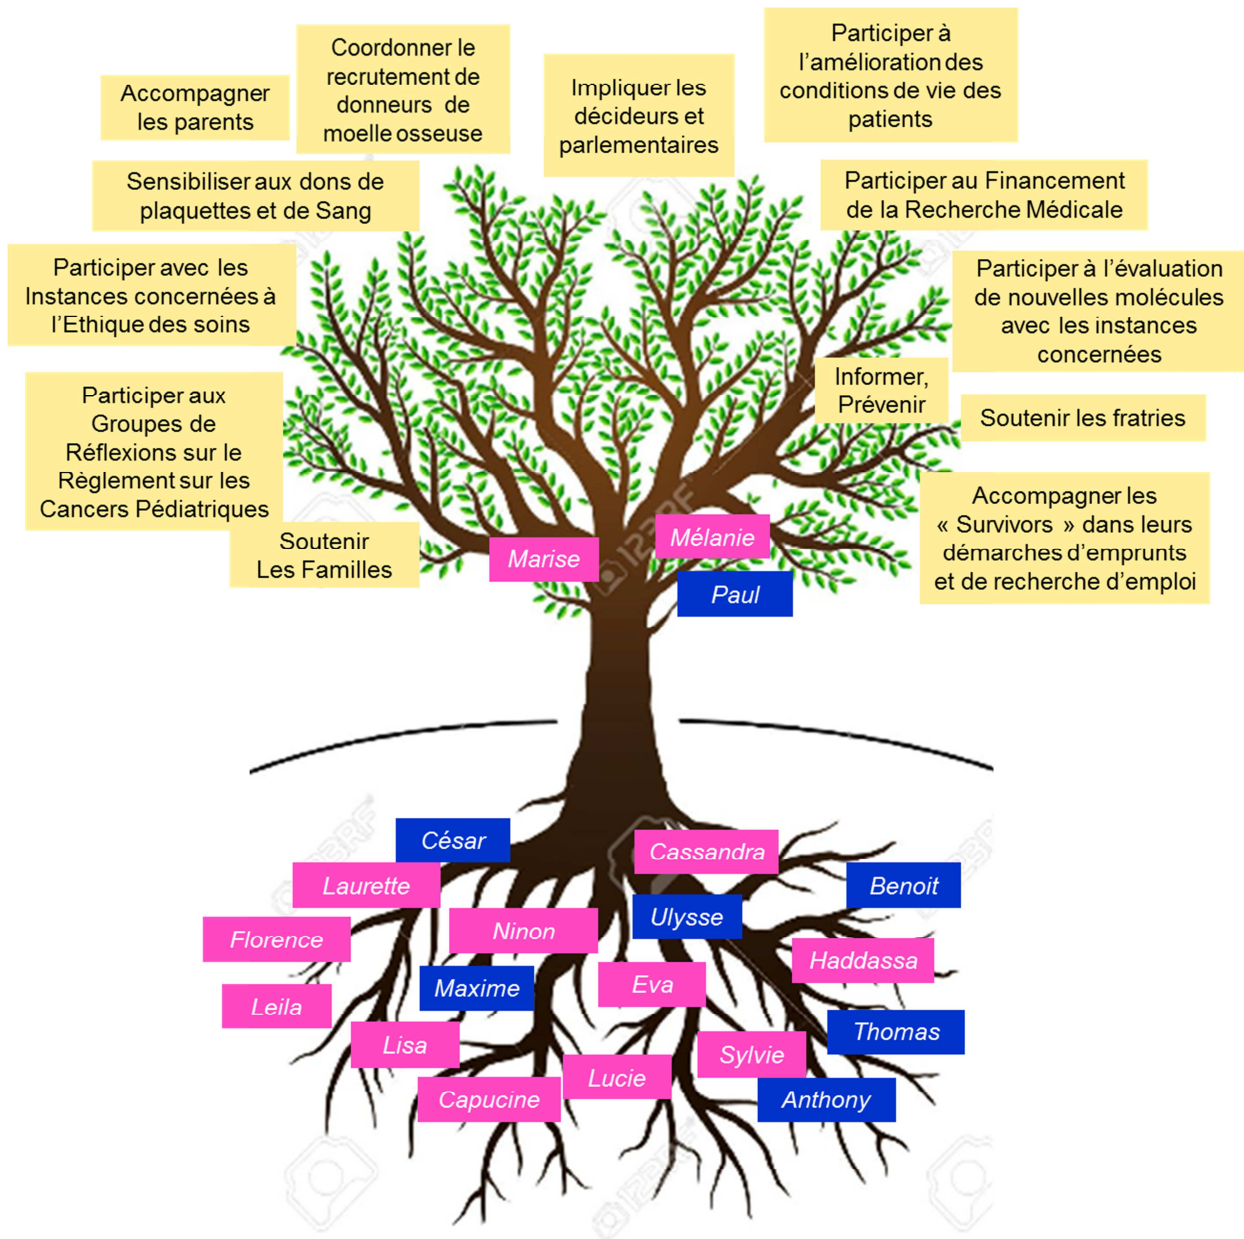 Participer à
l'amélioration des
conditions de vie des
patients
Coordonner le
recrutement de
donneurs de
moelle osseuse
Impliquer les
décideurs et
parlementaires
Accompagner
les parents
Sensibiliser aux dons de
plaquettes et de Sang
Participer au Financement
de la Recherche Médicale
Participer avec les
Instances concernées à
l'Ethique des soins
Participer à l'évaluation
de nouvelles molécules
avec les instances
concernées
Informer,
Prévenir
Participer aux
Groupes de
Réflexions sur le
Règlement sur les
Cancers Pédiatriques
Soutenir les fratries
Accompagner les
« Survivors » dans leurs
démarches d'emprunts
et de recherche d'emploi
Soutenir
Les Familles
Marise
Mélanie
Paul
123RF
César
Cassandra
Laurette
Benoit
Ulysse
Florence
Ninon
Haddassa
Maxime
Eva
Leila
Thomas
Lisa
Sylvie
Lucie
Capucine
Anthony
123RF
123RF
123RF